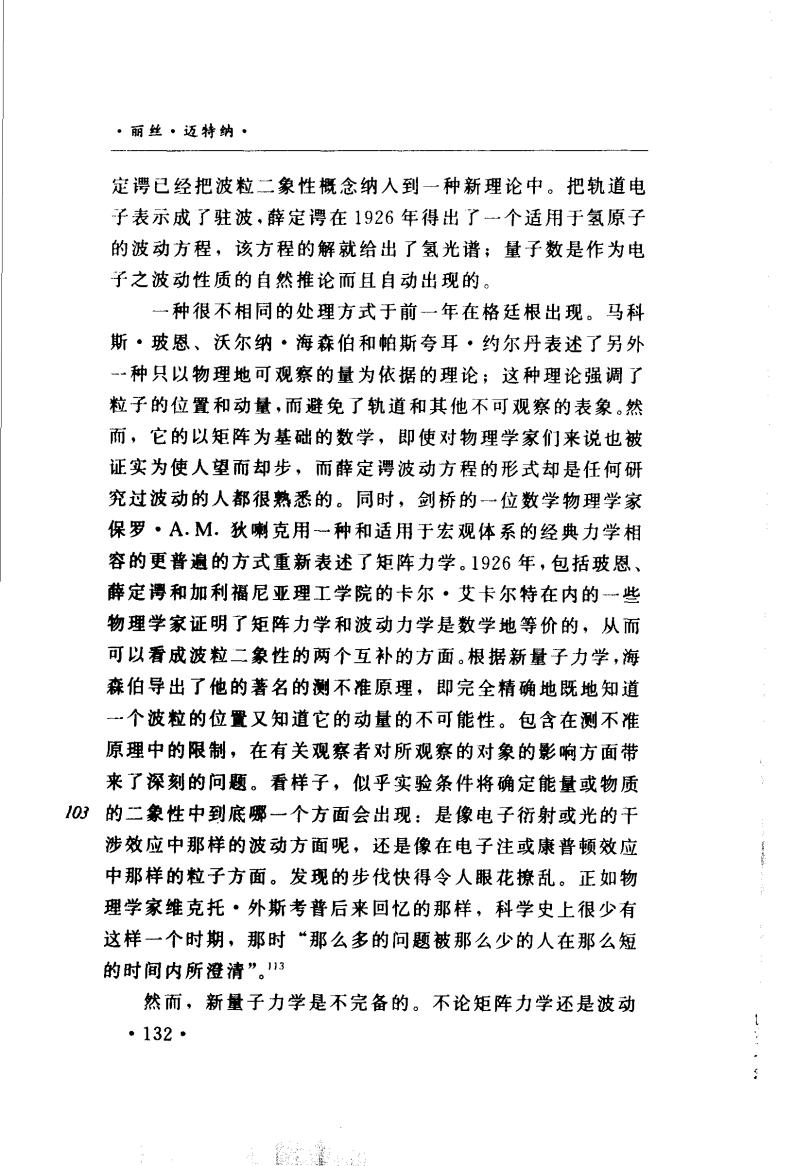 ·丽丝·迈特纳·
定谔已经把波粒二象性概念纳入到一种新理论中。把轨道电
子表示成了驻波，薛定谔在1926年得出了一个适用于氢原子
的波动方程，该方程的解就给出了氢光谱；量子数是作为电
子之波动性质的自然推论而且自动出现的。
一种很不相同的处理方式于前一年在格廷根出现。马科
斯·玻恩、沃尔纳·海森伯和帕斯夸耳·约尔丹表述了另外
一种只以物理地可观察的量为依据的理论；这种理论强调了
粒子的位置和动量，而避免了轨道和其他不可观察的表象。然
而，它的以矩阵为基础的数学，即使对物理学家们来说也被
证实为使人望而却步，而薛定谔波动方程的形式却是任何研
究过波动的人都很熟悉的。同时，剑桥的一位数学物理学家
保罗·A.M.狄喇克用一种和适用于宏观体系的经典力学相
容的更普遍的方式重新表述了矩阵力学。1926年，包括玻恩、
薛定谔和加利福尼亚理工学院的卡尔·艾卡尔特在内的一些
物理学家证明了矩阵力学和波动力学是数学地等价的，从而
可以看成波粒二象性的两个互补的方面。根据新量子力学，海
森伯导出了他的著名的测不准原理，即完全精确地既地知道
一个波粒的位置又知道它的动量的不可能性。包含在测不准
原理中的限制，在有关观察者对所观察的对象的影响方面带
来了深刻的问题。看样子，似乎实验条件将确定能量或物质
103 的二象性中到底哪一个方面会出现：是像电子衍射或光的干
涉效应中那样的波动方面呢，还是像在电子注或康普顿效应
中那样的粒子方面。发现的步伐快得令人眼花撩乱。正如物
理学家维克托·外斯考普后来回忆的那样，科学史上很少有
这样一个时期，那时“那么多的问题被那么少的人在那么短
的时间内所澄清”。113
然而，新量子力学是不完备的。不论矩阵力学还是波动
·132·